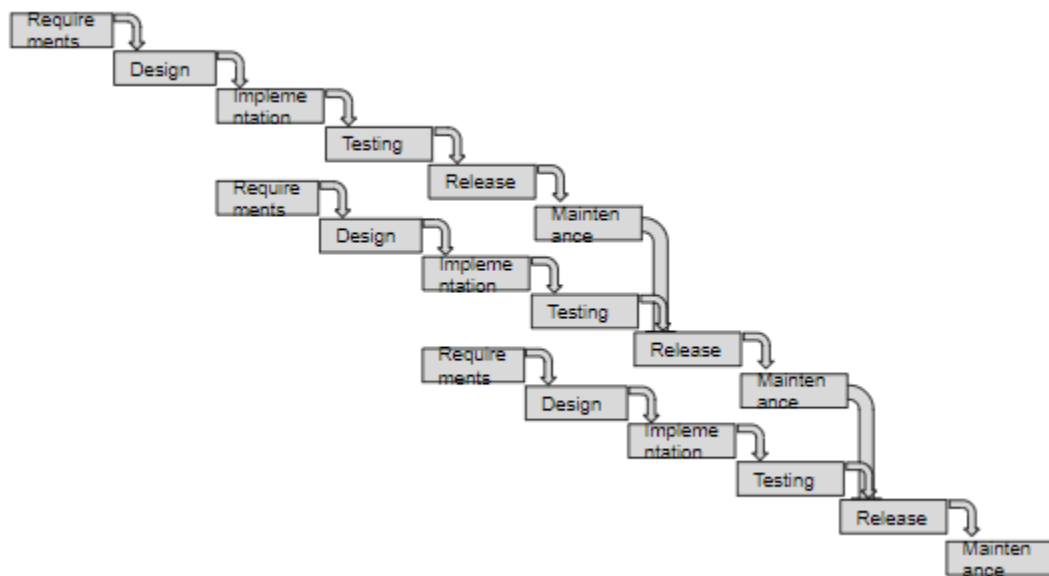 Require
ments
Design
Impleme
ntation
Testing
Release
Mainten
ance
Require
ments
Design
Impleme
ntation
Testing
Release
Mainten
ance
Require
ments
Design
Impleme
ntation
Testing
Release
Mainten
ance